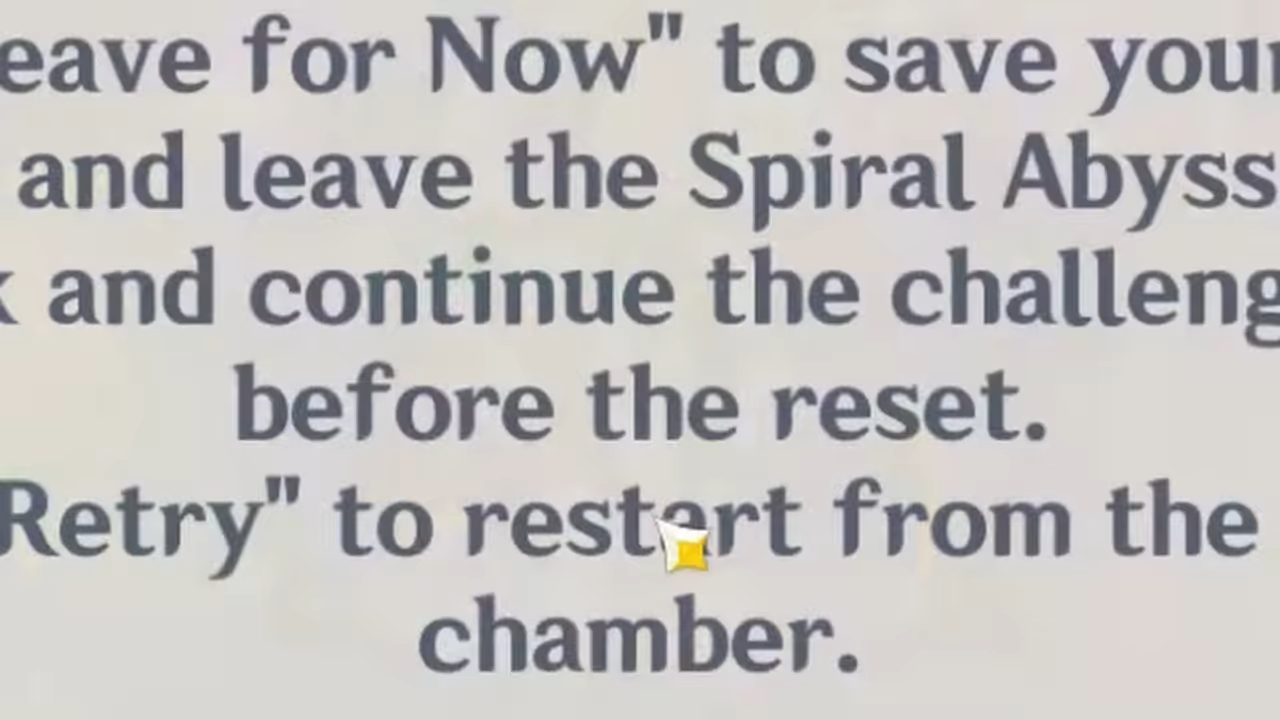 eave for Now" to save your
and leave the Spiral Abyss
and continue the challeng
before the reset.
Retry" to restart from the
chamber.